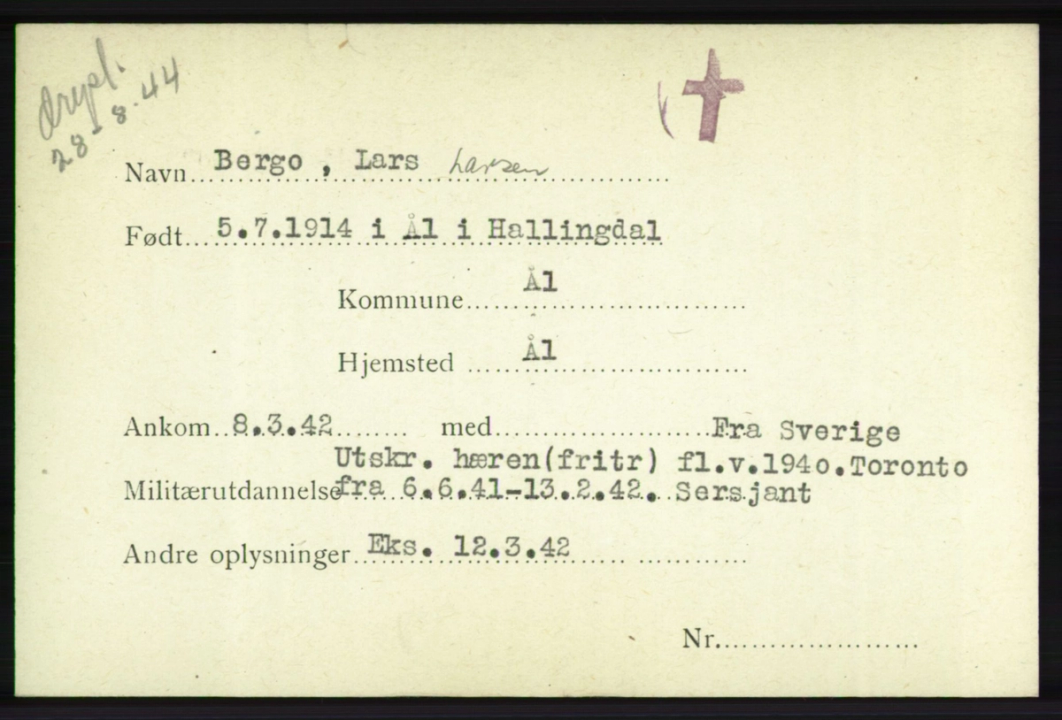 28-8.44
Navn Bergo, Lars Larsen
Født 5.7.1914 i Ål i Hallingdal
Kommune Ål
Hjemsted Ål
Ankom 8.3.42 med Fra Sverige
Utskr. hæren(fritr) fl.v.1940.Toronto
Militærutdannelse fra 6.6.41-13.2.42. Sersjant
Andre oplysninger Eks. 12.3.42
Nr.